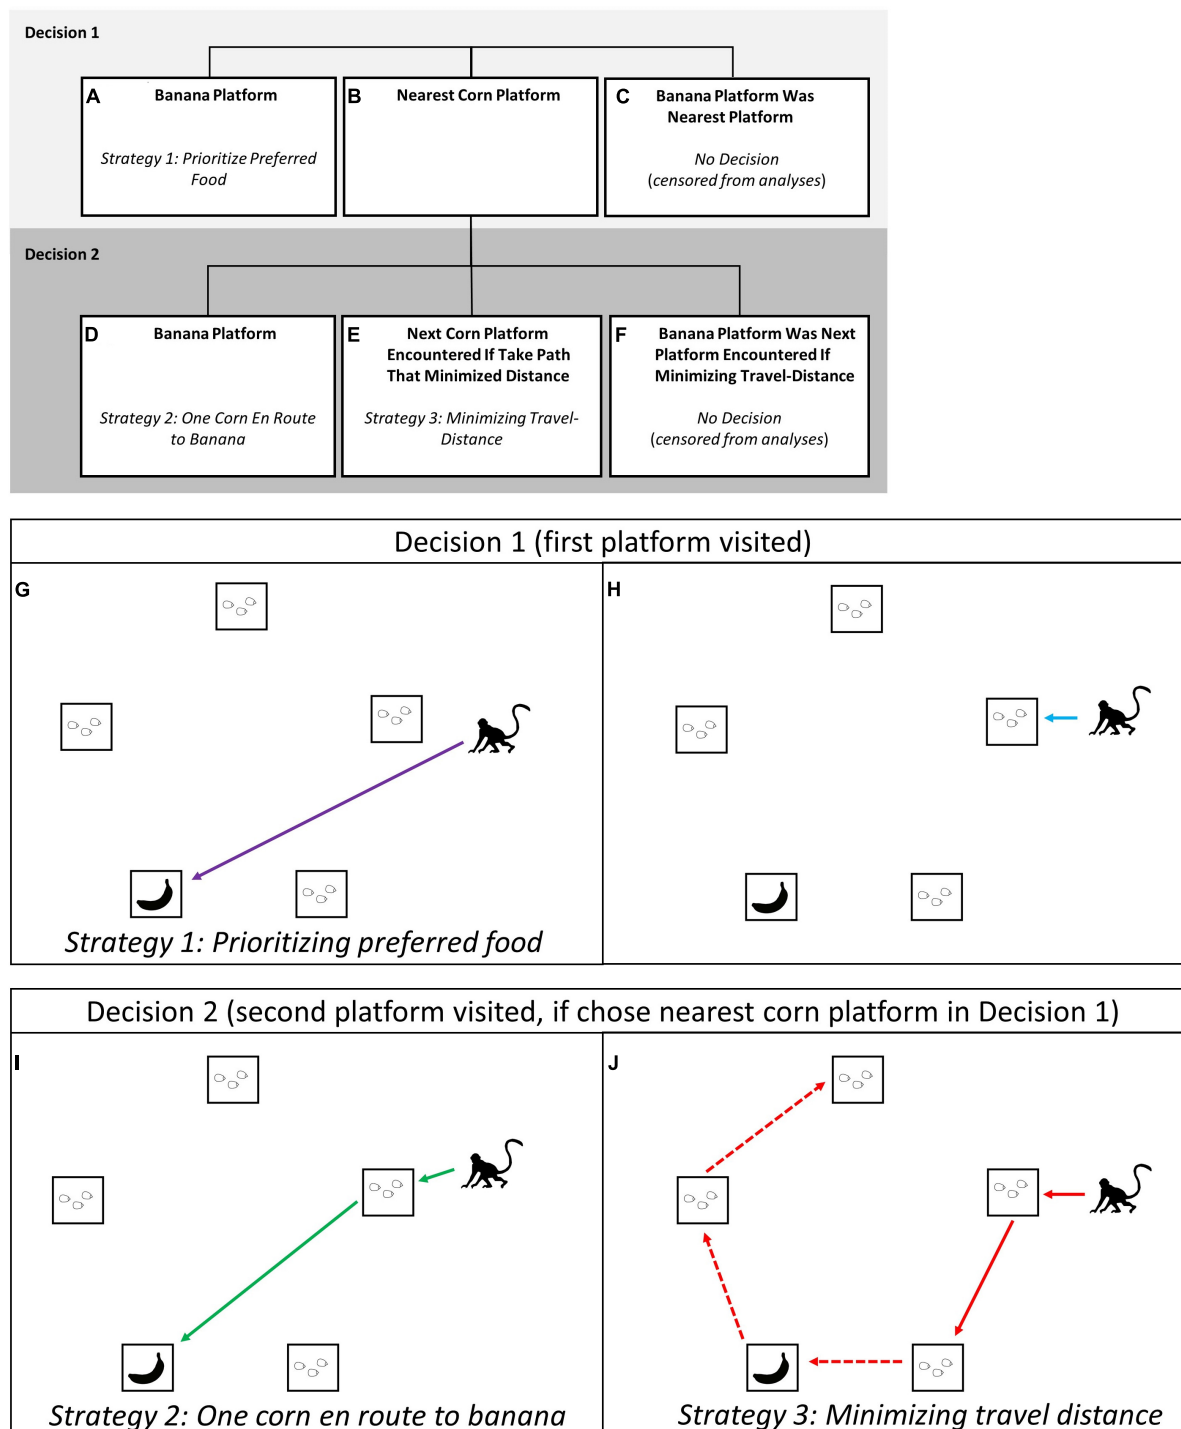 Decision 1
A Banana Platform
Strategy 1: Prioritize Preferred
Food
B Nearest Corn Platform
C Banana Platform Was
Nearest Platform
No Decision
(censored from analyses)
Decision 2
D Banana Platform
Strategy 2: One Corn En Route
to Banana
E Next Corn Platform
Encountered If Take Path
That Minimized Distance
Strategy 3: Minimizing Travel-
Distance
F Banana Platform Was Next
Platform Encountered If
Minimizing Travel-Distance
No Decision
(censored from analyses)
Decision 1 (first platform visited)
G
Strategy 1: Prioritizing preferred food
H
Decision 2 (second platform visited, if chose nearest corn platform in Decision 1)
I
Strategy 2: One corn en route to banana
J
Strategy 3: Minimizing travel distance